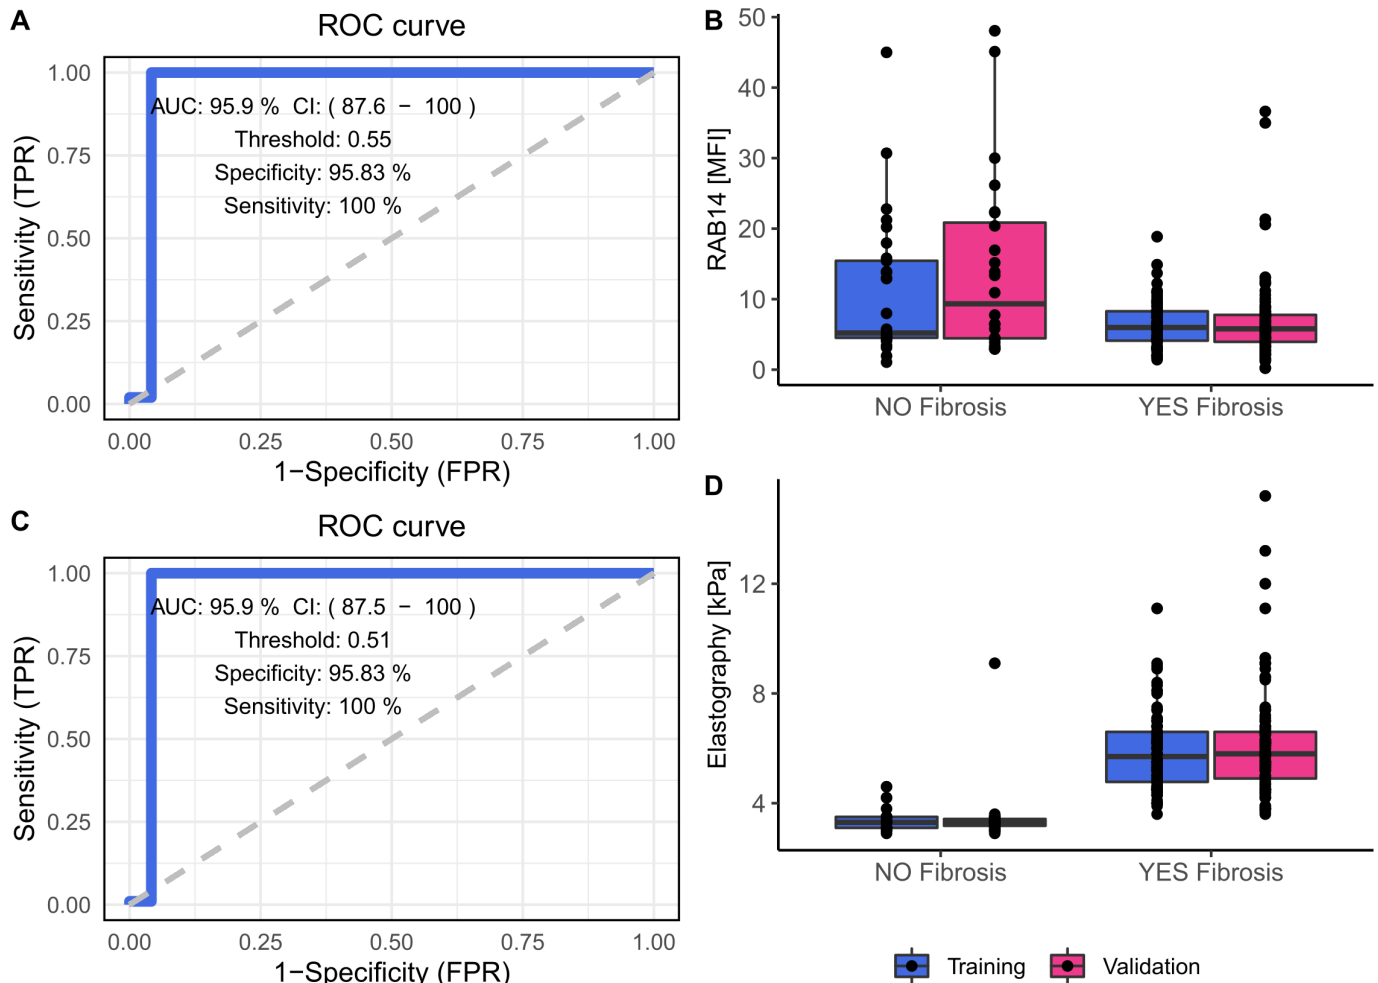 A
ROC curve
Sensitivity (TPR)
1.00
0.75
0.50
0.25
0.00
AUC: 95.9 % CI: ( 87.6 − 100 )
Threshold: 0.55
Specificity: 95.83 %
Sensitivity: 100 %
0.00 0.25 0.50 0.75 1.00
1−Specificity (FPR)
B
RAB14 [MFI]
50
40
30
20
10
0
NO Fibrosis YES Fibrosis
C
ROC curve
Sensitivity (TPR)
1.00
0.75
0.50
0.25
0.00
AUC: 95.9 % CI: ( 87.5 − 100 )
Threshold: 0.51
Specificity: 95.83 %
Sensitivity: 100 %
0.00 0.25 0.50 0.75 1.00
1−Specificity (FPR)
D
Elastography [kPa]
12
8
4
NO Fibrosis YES Fibrosis
Training Validation